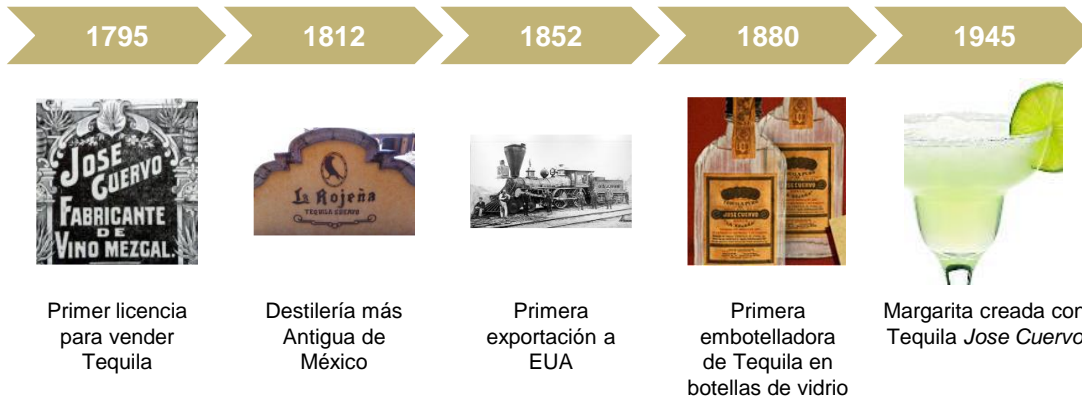 1795
1812
1852
1880
1945
JOSE
CUERVO
FABRICANTE
DE
VINO MEZCAL.
La Rojeña
TEQUILA CUERVO
JOSE CUERVO
JOSE CUERVO
Primer licencia
para vender
Tequila
Destilería más
Antigua de
México
Primera
exportación a
EUA
Primera
embotelladora
de Tequila en
botellas de vidrio
Margarita creada con
Tequila Jose Cuervo